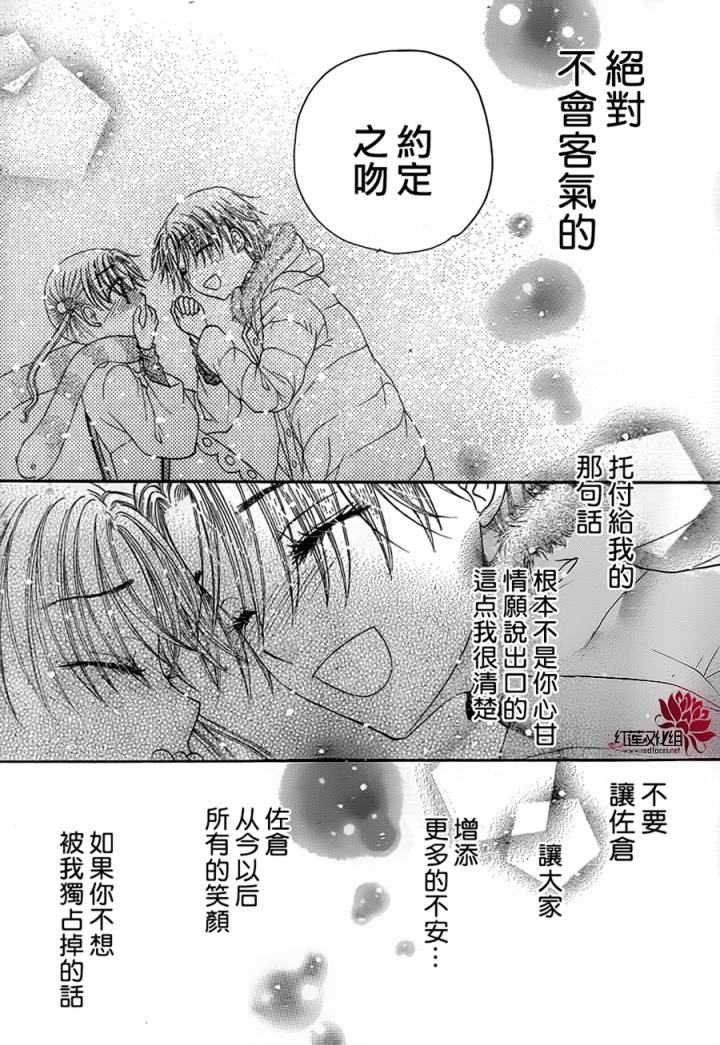 絕對
不會客氣的
約定
之吻
托付給我的
那句話
根本不是你心甘
情願說出口的
這点我很清楚
红莲汉化组
www.redfaces.net
不要
讓佐倉
讓大家
增添
更多的不安…
佐倉
从今以后
所有的笑顏
如果你不想
被我獨占掉的話